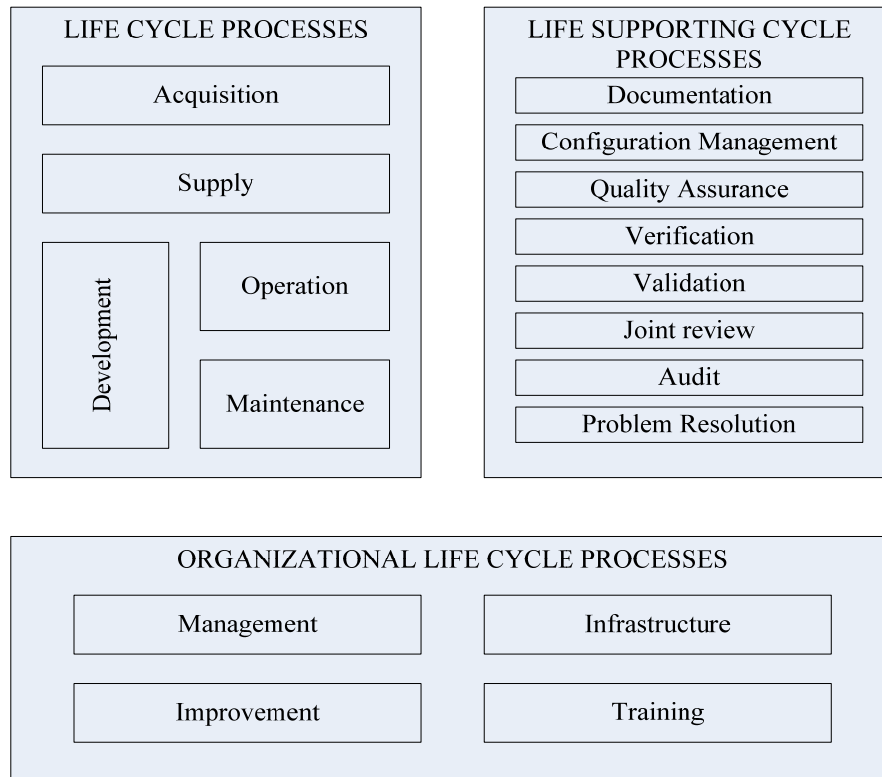 LIFE CYCLE PROCESSES
Acquisition
Supply
Development
Operation
Maintenance
LIFE SUPPORTING CYCLE
PROCESSES
Documentation
Configuration Management
Quality Assurance
Verification
Validation
Joint review
Audit
Problem Resolution
ORGANIZATIONAL LIFE CYCLE PROCESSES
Management
Infrastructure
Improvement
Training